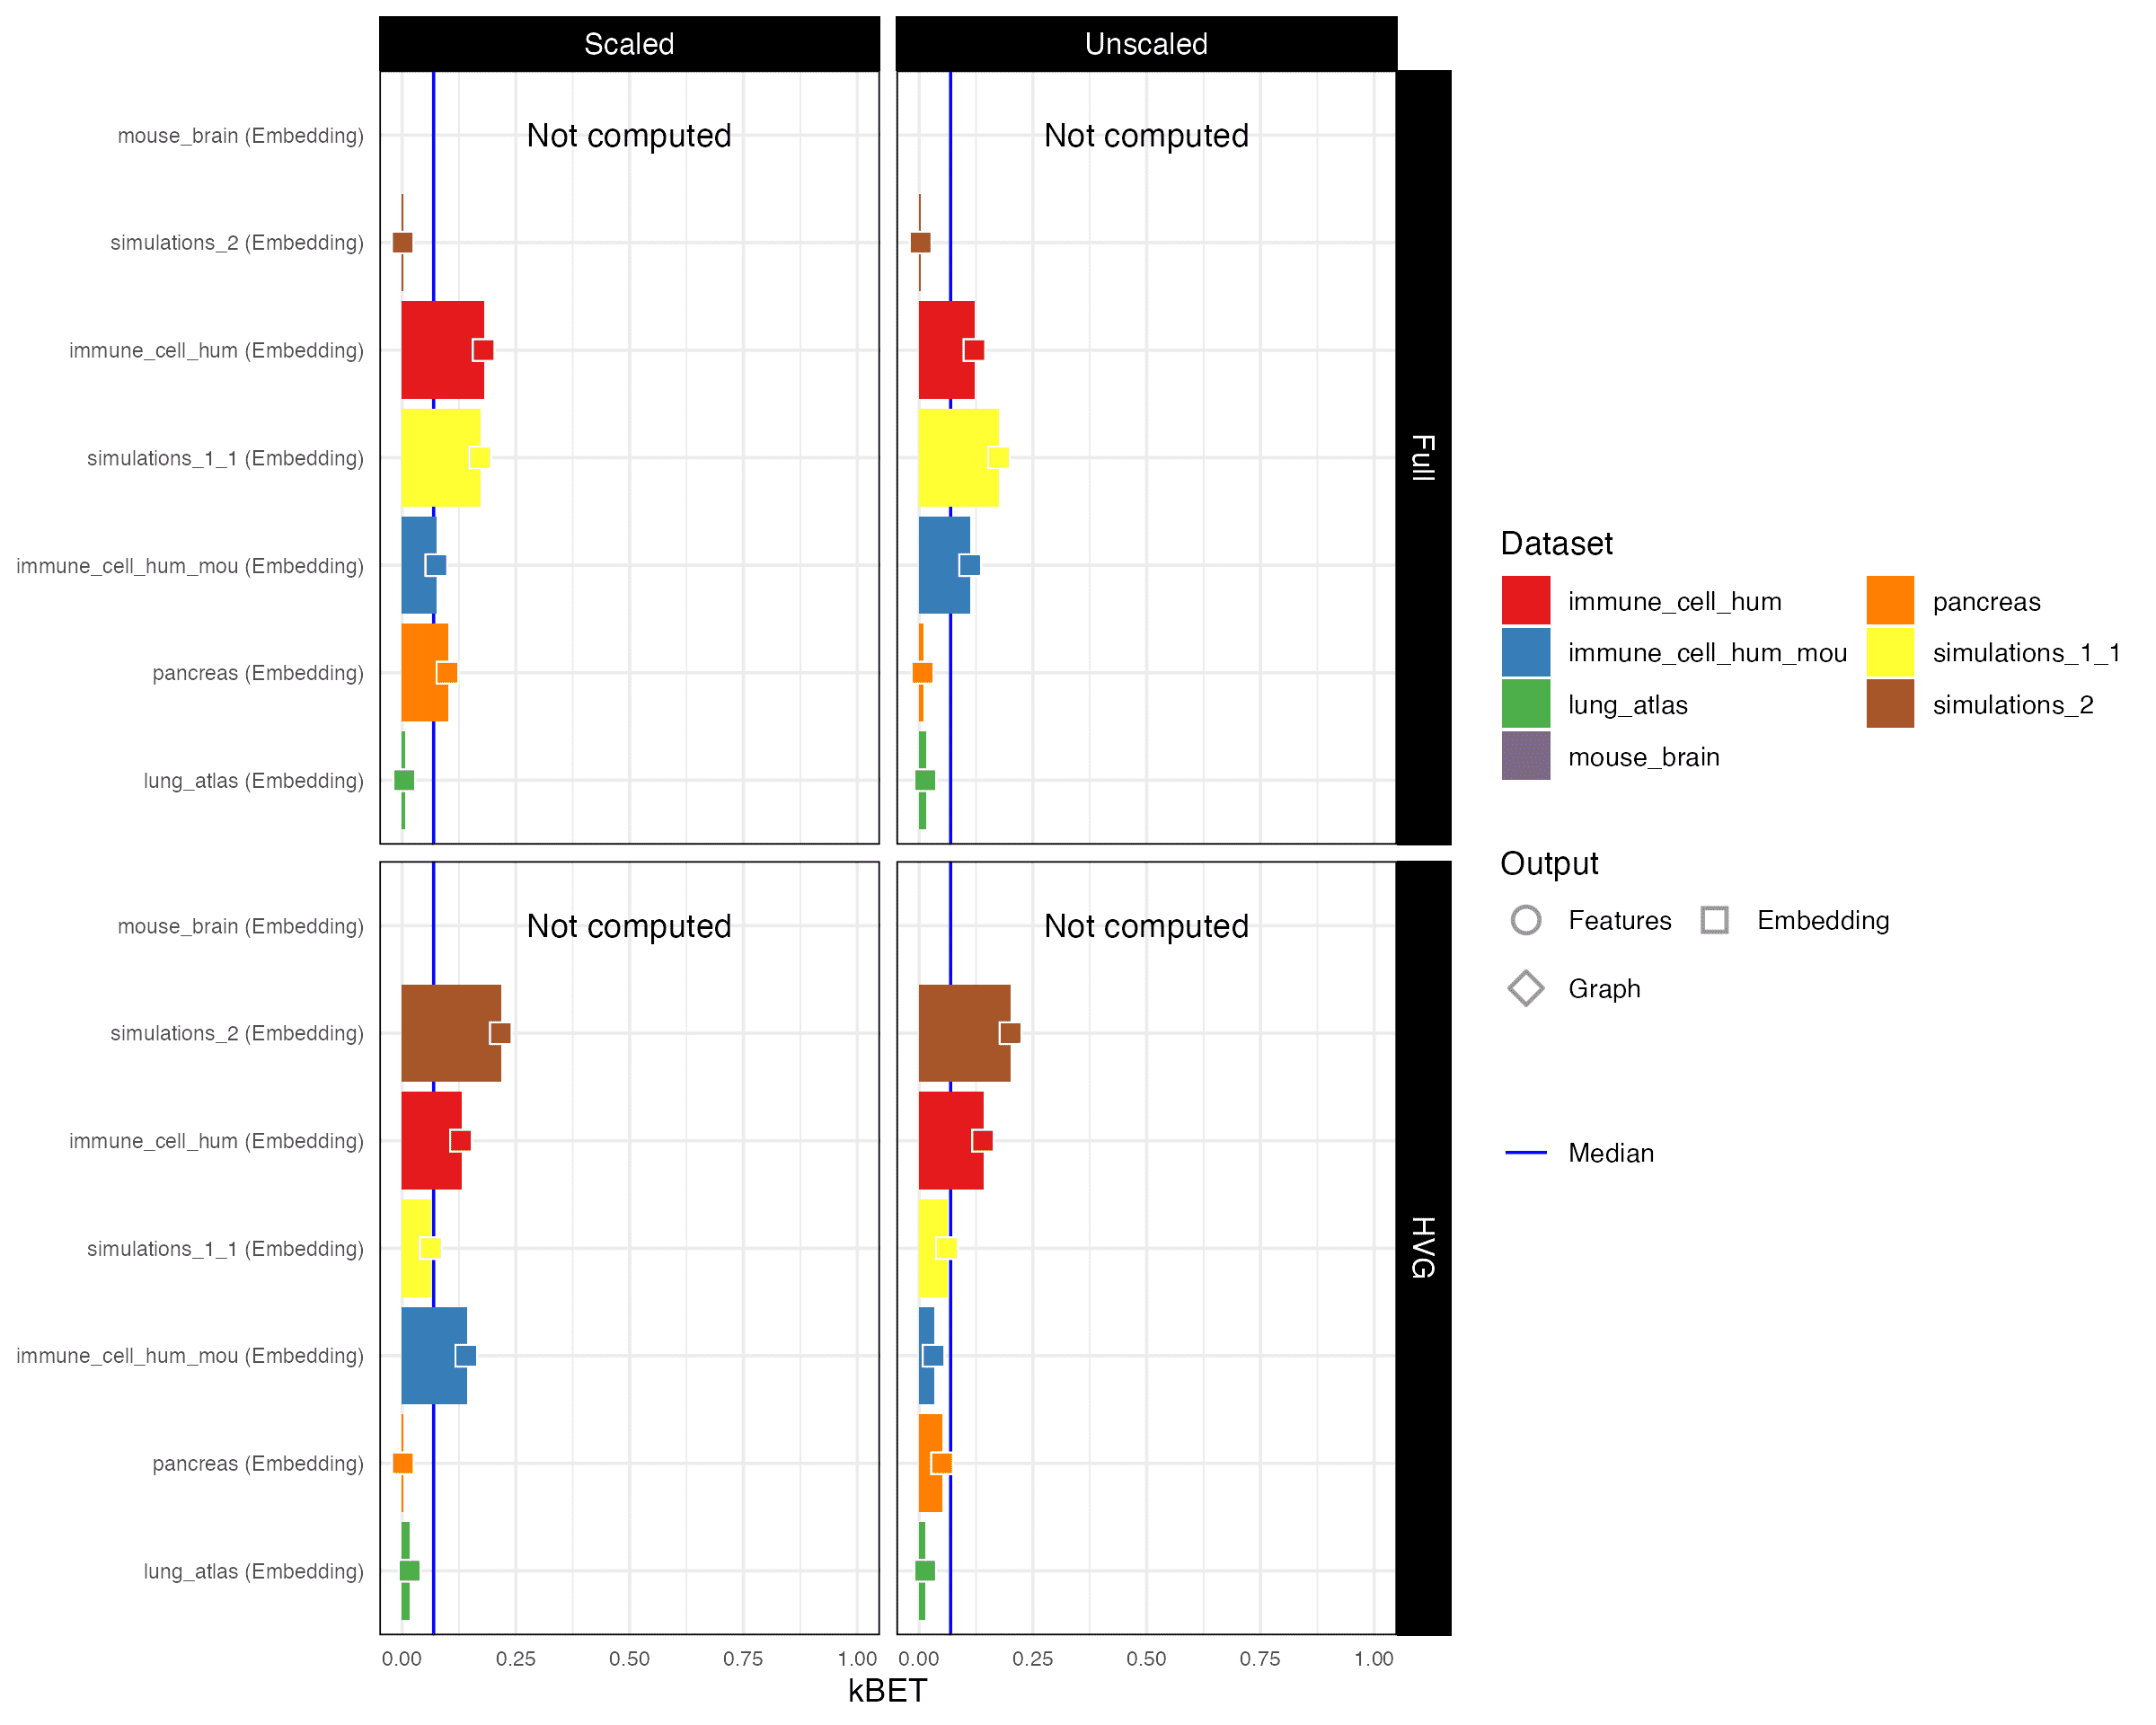 Scaled
Unscaled
mouse_brain (Embedding)
Not computed
Not computed
simulations_2 (Embedding)
immune_cell_hum (Embedding)
simulations_1_1 (Embedding)
immune_cell_hum_mou (Embedding)
pancreas (Embedding)
lung_atlas (Embedding)
Full
mouse_brain (Embedding)
Not computed
Not computed
simulations_2 (Embedding)
immune_cell_hum (Embedding)
simulations_1_1 (Embedding)
immune_cell_hum_mou (Embedding)
pancreas (Embedding)
lung_atlas (Embedding)
HVG
0.00 0.25 0.50 0.75 1.00
0.00 0.25 0.50 0.75 1.00
kBET
Dataset
immune_cell_hum
immune_cell_hum_mou
lung_atlas
mouse_brain
pancreas
simulations_1_1
simulations_2
Output
Features
Embedding
Graph
Median